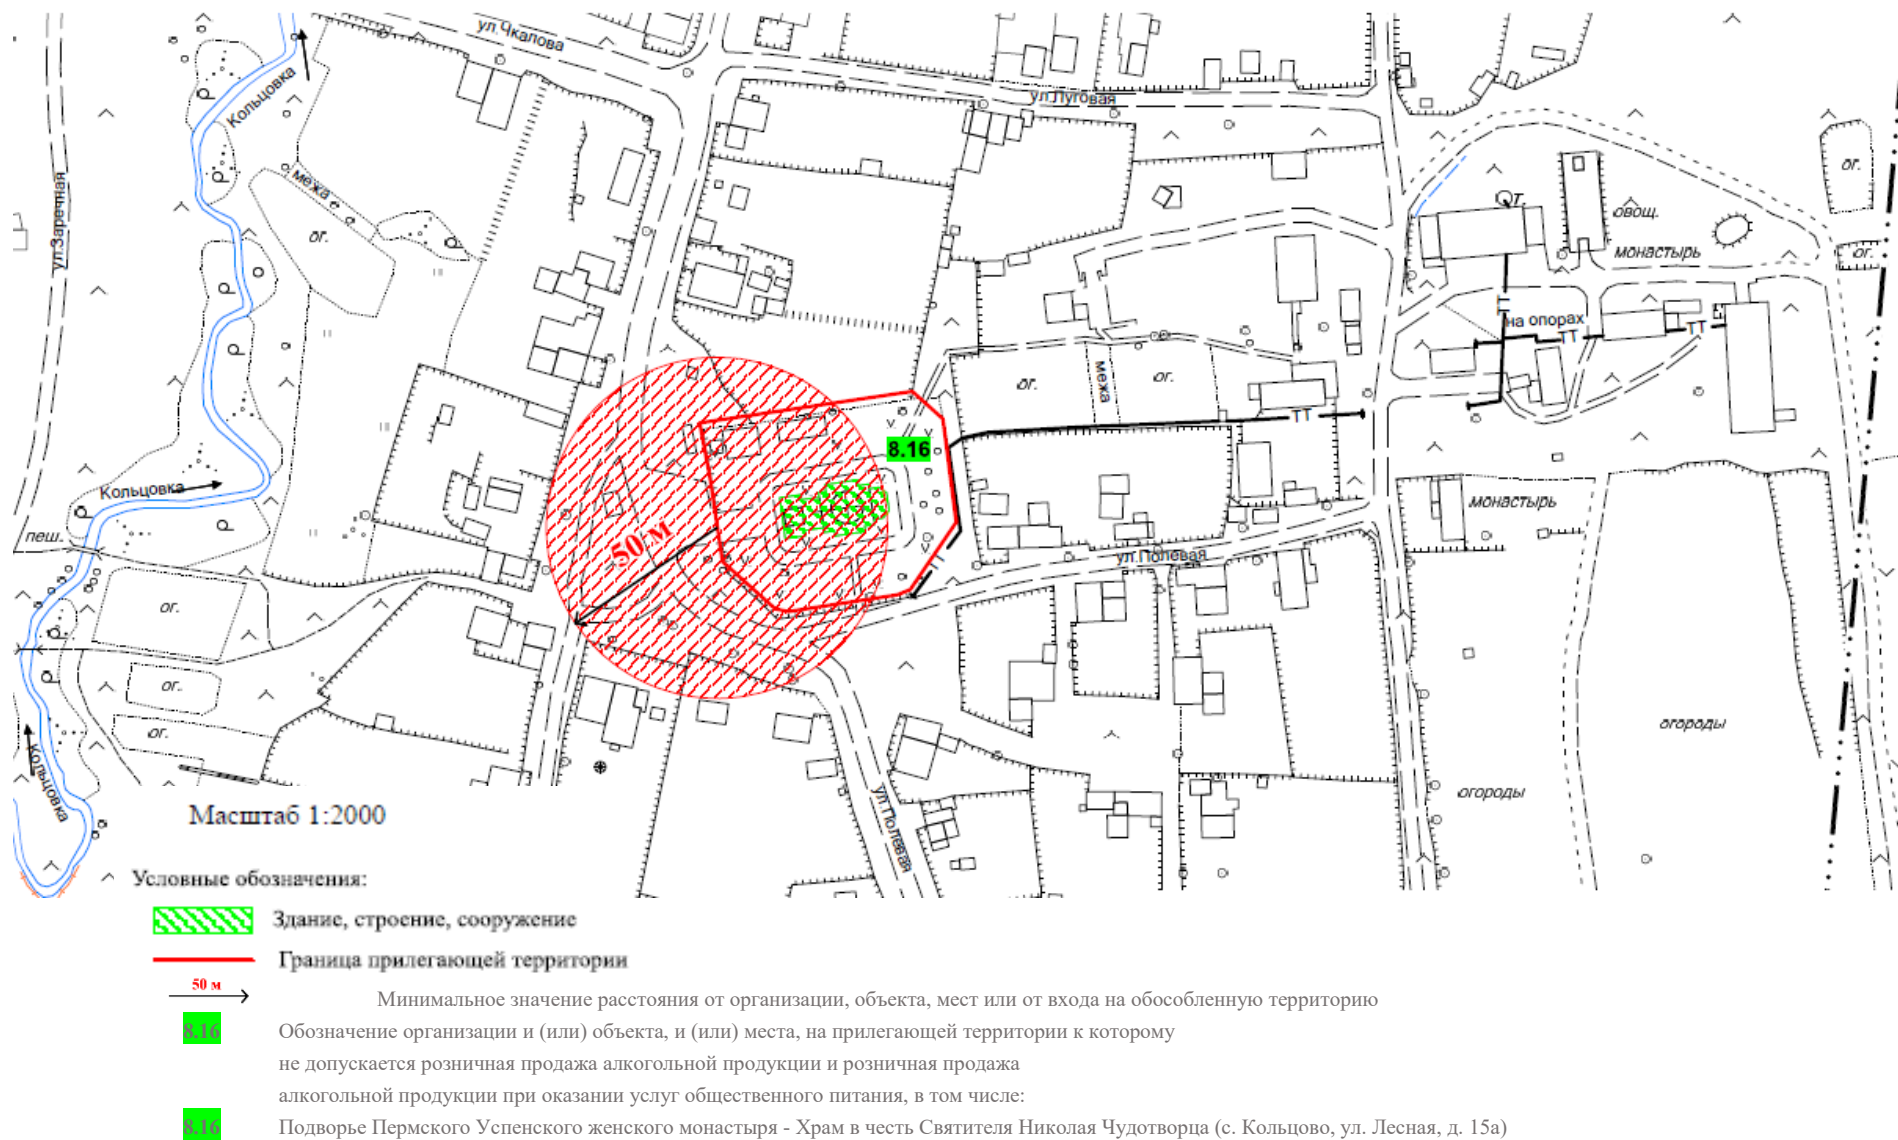 ул.Чкалова
ул.Луговая
Кольцовка
ул.Заречная
межа
ог.
ог.
т.
овощ.
монастырь
ог.
на опорах
ТТ
ТТ
ог.
межа
ог.
ТТ
8.16
Кольцовка
монастырь
пеш.
50 м
ул.Полевая
ог.
ог.
ог.
огороды
огороды
Кольцовка
ул.Полевая
Масштаб 1:2000
Условные обозначения:
Здание, строение, сооружение
Граница прилегающей территории
50 м
Минимальное значение расстояния от организации, объекта, мест или от входа на обособленную территорию
8.16 Обозначение организации и (или) объекта, и (или) места, на прилегающей территории к которому
не допускается розничная продажа алкогольной продукции и розничная продажа
алкогольной продукции при оказании услуг общественного питания, в том числе:
8.16 Подворье Пермского Успенского женского монастыря - Храм в честь Святителя Николая Чудотворца (с. Кольцово, ул. Лесная, д. 15а)